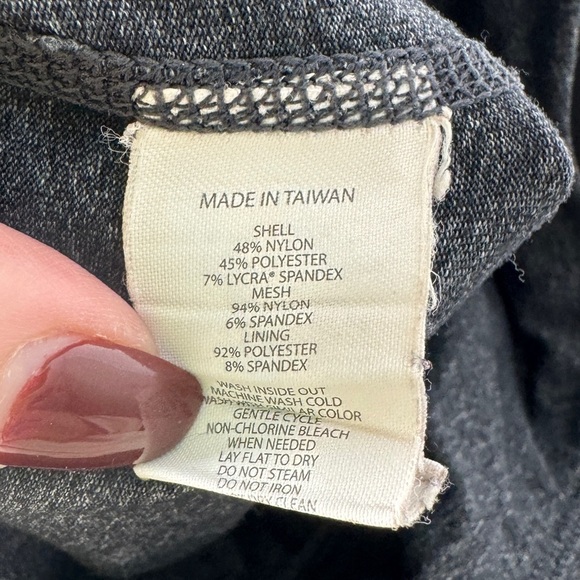 MADE IN TAIWAN
SHELL
48% NYLON
45% POLYESTER
7% LYCRA® SPANDEX
MESH
94% NYLON
6% SPANDEX
LINING
92% POLYESTER
8% SPANDEX
WASH INSIDE OUT
MACHINE WASH COLD
WASH COLOR
GENTLE CYCLE
NON-CHLORINE BLEACH
WHEN NEEDED
LAY FLAT TO DRY
DO NOT STEAM
DO NOT IRON
DRY CLEAN